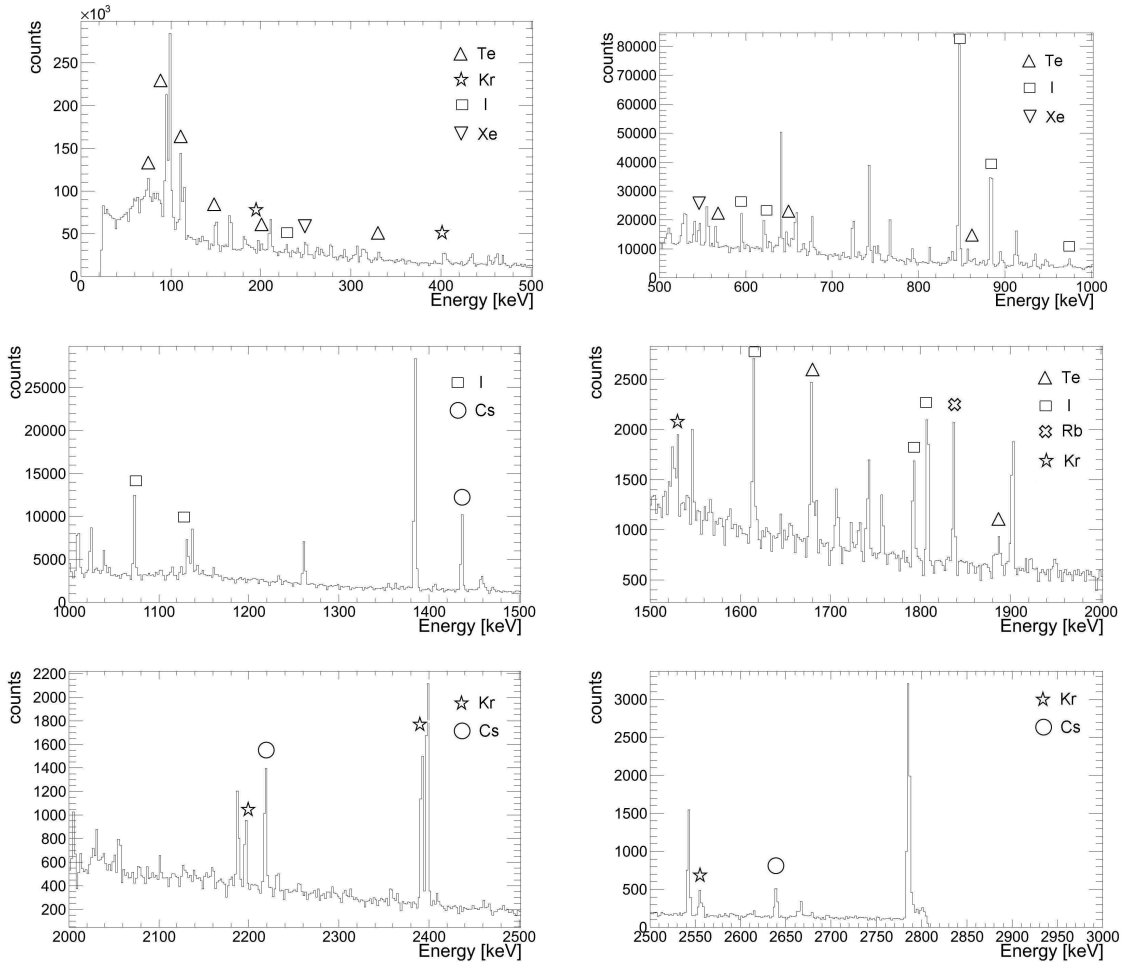 ×10³
counts
250
200
150
100
50
0
0 100 200 300 400 500
Energy [keV]
Te
Kr
I
Xe
counts
80000
70000
60000
50000
40000
30000
20000
10000
0
500 600 700 800 900 1000
Energy [keV]
Te
I
Xe
counts
25000
20000
15000
10000
5000
0
1000 1100 1200 1300 1400 1500
Energy [keV]
I
Cs
counts
2500
2000
1500
1000
500
1500 1600 1700 1800 1900 2000
Energy [keV]
Te
I
Rb
Kr
counts
2200
2000
1800
1600
1400
1200
1000
800
600
400
200
2000 2100 2200 2300 2400 2500
Energy [keV]
Kr
Cs
counts
3000
2500
2000
1500
1000
500
0
2500 2550 2600 2650 2700 2750 2800 2850 2900 2950 3000
Energy [keV]
Kr
Cs